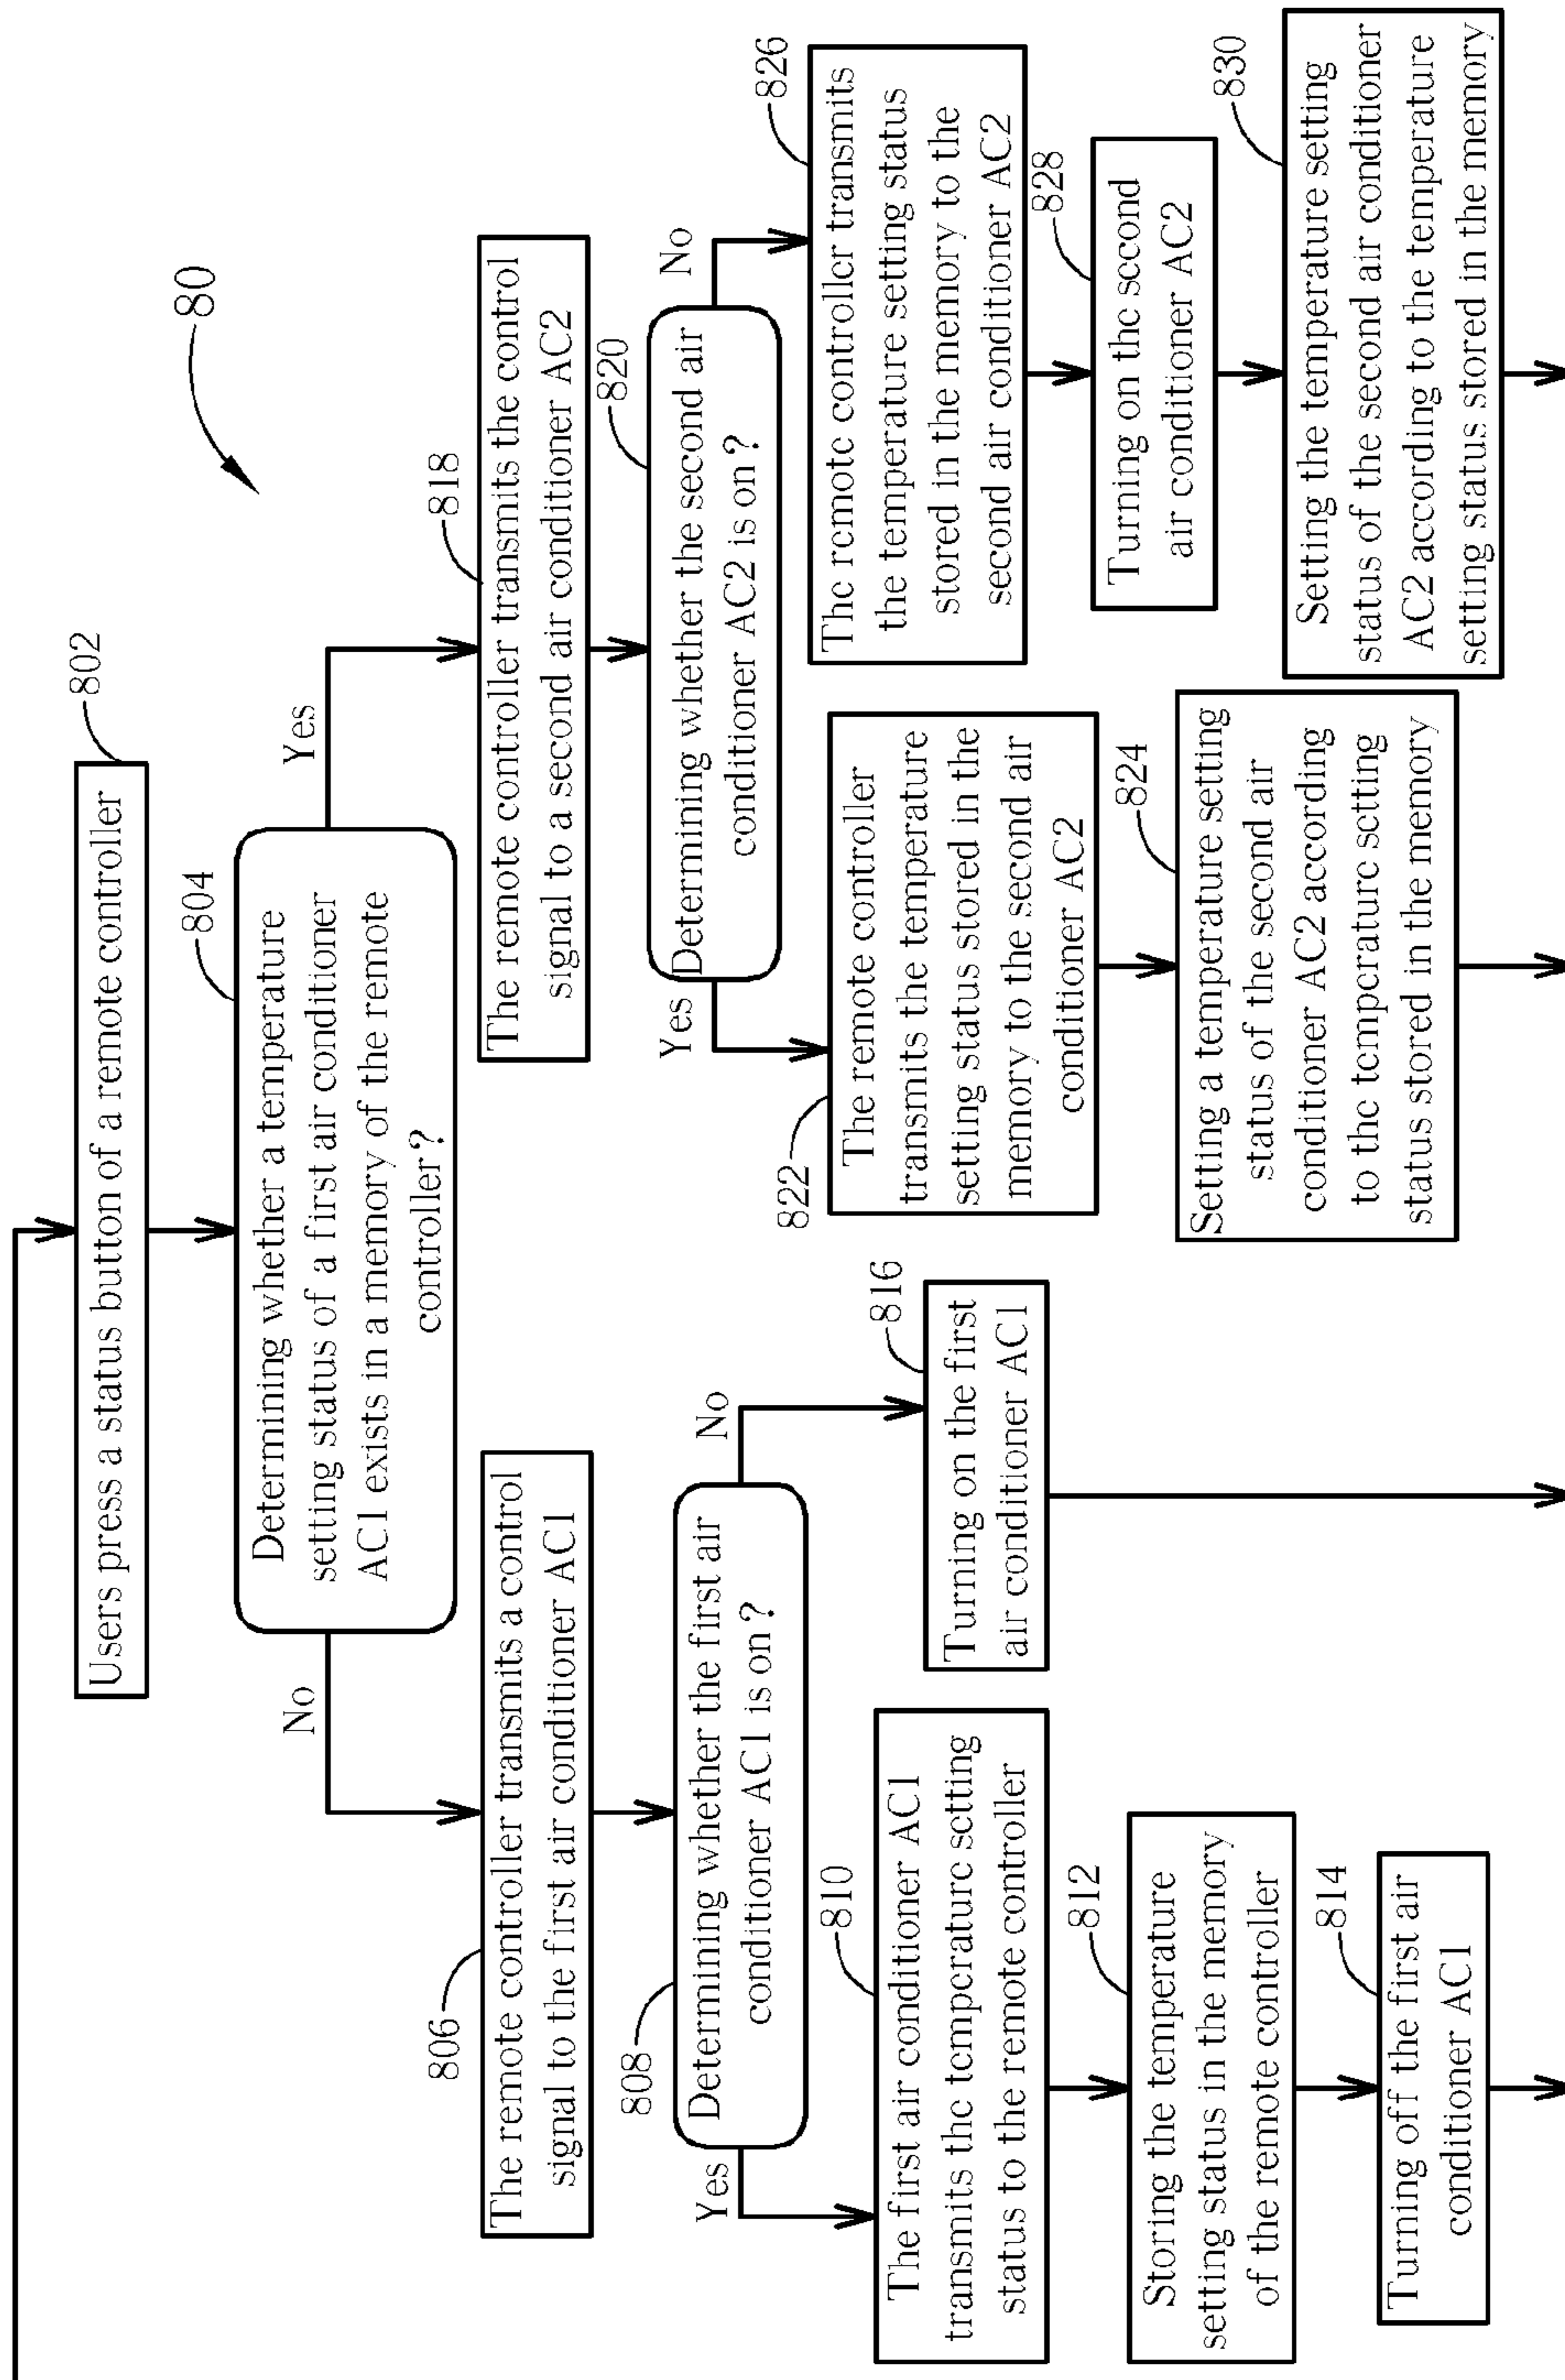 80
802
Users press a status button of a remote controller
804
Determining whether a temperature
setting status of a first air conditioner
AC1 exists in a memory of the remote
controller?
No
Yes
806
The remote controller transmits a control
signal to the first air conditioner AC1
808
Determining whether the first air
conditioner AC1 is on?
Yes
No
810
The first air conditioner AC1
transmits the temperature setting
status to the remote controller
812
Storing the temperature
setting status in the memory
of the remote controller
814
Turning off the first air
conditioner AC1
816
Turning on the first
air conditioner AC1
818
The remote controller transmits the control
signal to a second air conditioner AC2
820
Determining whether the second air
conditioner AC2 is on?
Yes
No
822
The remote controller
transmits the temperature
setting status stored in the
memory to the second air
conditioner AC2
824
Setting a temperature setting
status of the second air
conditioner AC2 according
to the temperature setting
status stored in the memory
826
The remote controller transmits
the temperature setting status
stored in the memory to the
second air conditioner AC2
828
Turning on the second
air conditioner AC2
830
Setting the temperature setting
status of the second air conditioner
AC2 according to the temperature
setting status stored in the memory